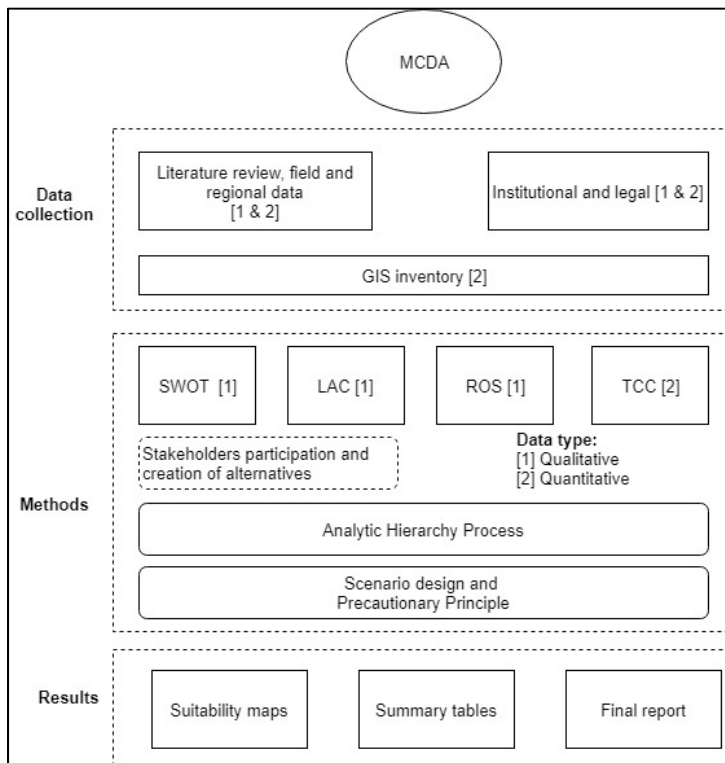 MCDA
Data
collection
Literature review, field and
regional data
[1 & 2]
Institutional and legal [1 & 2]
GIS inventory [2]
Methods
SWOT [1]
LAC [1]
ROS [1]
TCC [2]
Stakeholders participation and
creation of alternatives
Data type:
[1] Qualitative
[2] Quantitative
Analytic Hierarchy Process
Scenario design and
Precautionary Principle
Results
Suitability maps
Summary tables
Final report